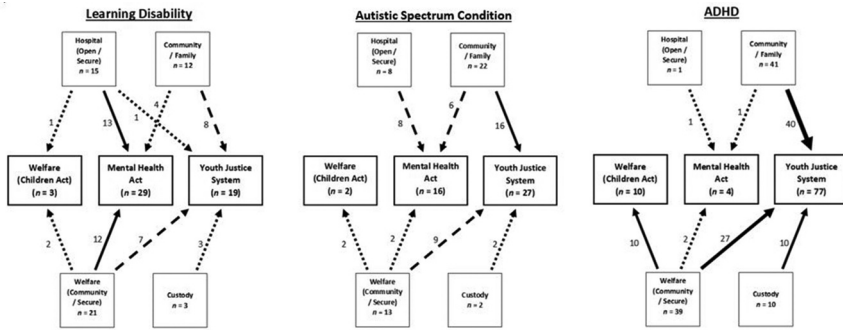 Learning Disability
Hospital
(Open /
Secure)
n = 15
Community
/ Family
n = 12
1
13
1
4
8
Welfare
(Children Act)
(n = 3)
Mental Health
Act
(n = 29)
Youth Justice
System
(n = 19)
2
12
7
3
Welfare
(Community
/ Secure)
n = 21
Custody
n = 3
Autistic Spectrum Condition
Hospital
(Open /
Secure)
n = 8
Community
/ Family
n = 22
8
6
16
Welfare
(Children Act)
(n = 2)
Mental Health
Act
(n = 16)
Youth Justice
System
(n = 27)
2
2
9
2
Welfare
(Community
/ Secure)
n = 13
Custody
n = 2
ADHD
Hospital
(Open /
Secure)
n = 1
Community
/ Family
n = 41
1
1
40
Welfare
(Children Act)
(n = 10)
Mental Health
Act
(n = 4)
Youth Justice
System
(n = 77)
10
2
27
10
Welfare
(Community
/ Secure)
n = 39
Custody
n = 10